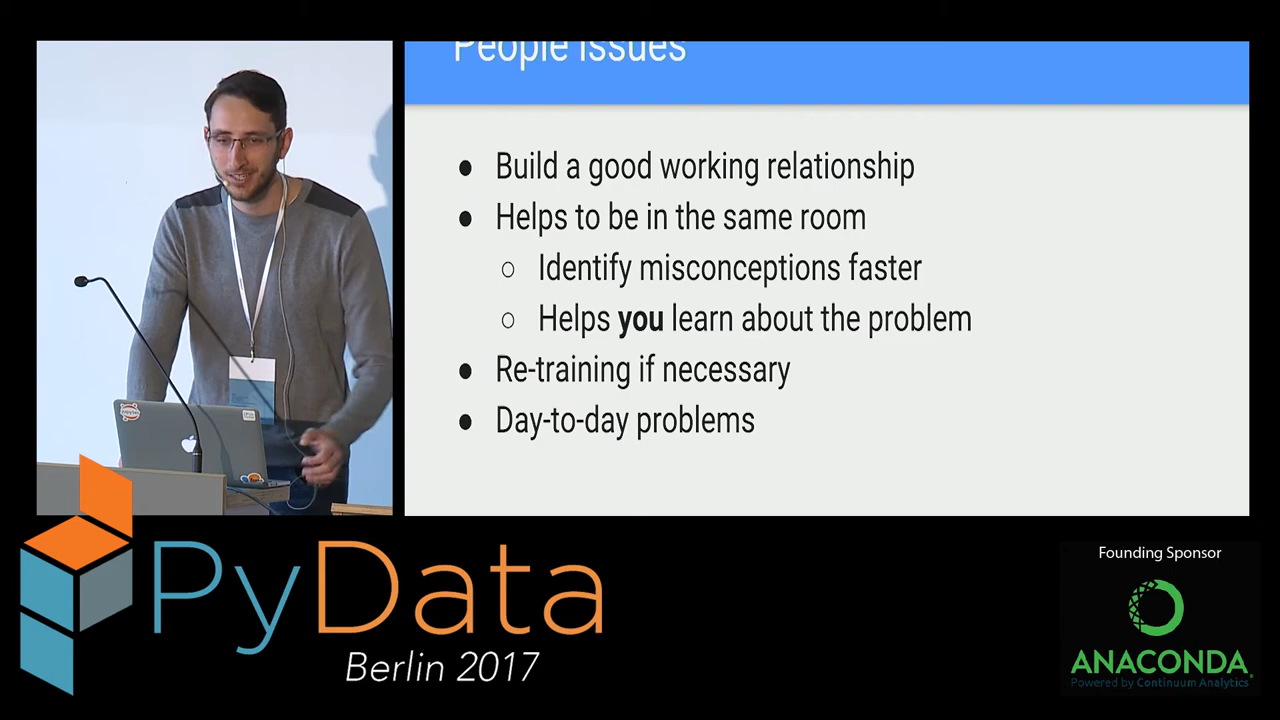 People issues
● Build a good working relationship
● Helps to be in the same room
○ Identify misconceptions faster
○ Helps you learn about the problem
● Re-training if necessary
● Day-to-day problems
PyData
Berlin 2017
Founding Sponsor
ANACONDA
Powered by Continuum Analytics